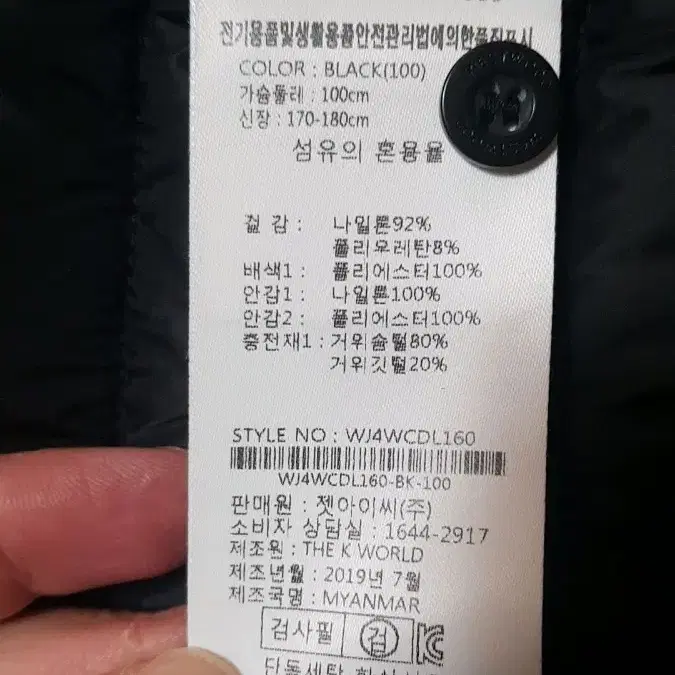 전기용품및생활용품안전관리법에의한품질표시
COLOR : BLACK(100)
가슴둘레 : 100cm
신장 : 170-180cm
섬유의 혼용율
겉 감 : 나일론92%
폴리우레탄8%
배색1 : 폴리에스터100%
안감1 : 나일론100%
안감2 : 폴리에스터100%
충전재1 : 거위솜털80%
거위깃털20%
STYLE NO : WJ4WCDL160
WJ4WCDL160-BK-100
판매원 : 젯아이씨(주)
소비자 상담실 : 1644-2917
제조원 : THE K WORLD
제조년월 : 2019년 7월
제조국명 : MYANMAR
검사필 검 KC
단독세탁